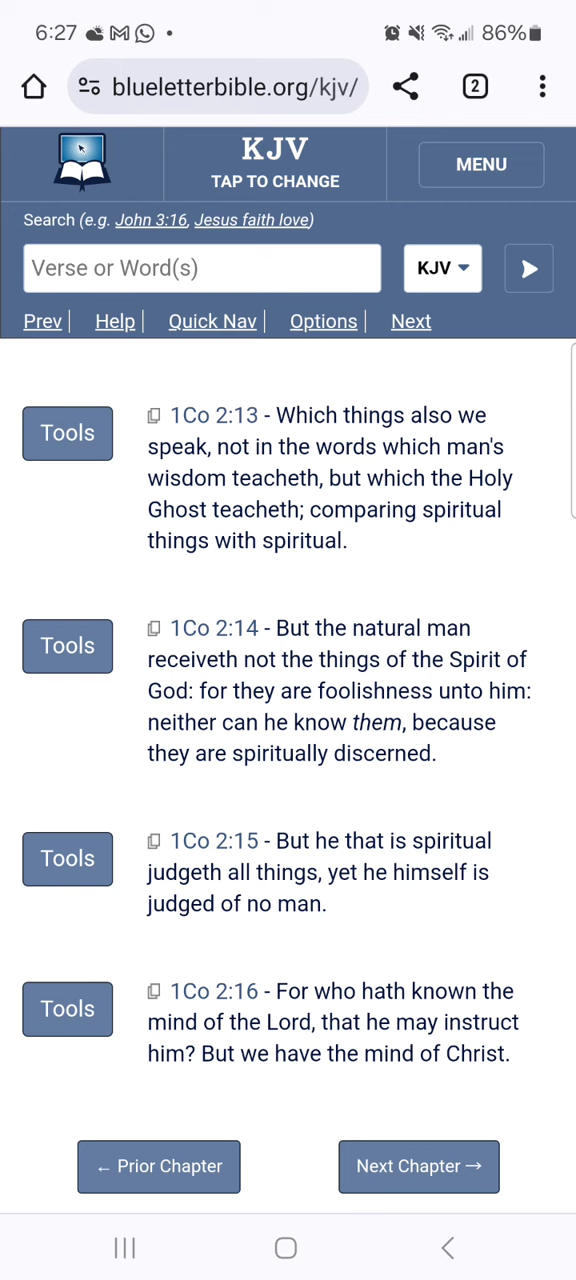 6:27
86%
blueletterbible.org/kjv/
2
KJV
TAP TO CHANGE
MENU
Search (e.g. John 3:16, Jesus faith love)
Verse or Word(s)
KJV
Prev | Help | Quick Nav | Options | Next
Tools
1Co 2:13 - Which things also we
speak, not in the words which man's
wisdom teacheth, but which the Holy
Ghost teacheth; comparing spiritual
things with spiritual.
Tools
1Co 2:14 - But the natural man
receiveth not the things of the Spirit of
God: for they are foolishness unto him:
neither can he know them, because
they are spiritually discerned.
Tools
1Co 2:15 - But he that is spiritual
judgeth all things, yet he himself is
judged of no man.
Tools
1Co 2:16 - For who hath known the
mind of the Lord, that he may instruct
him? But we have the mind of Christ.
← Prior Chapter
Next Chapter →